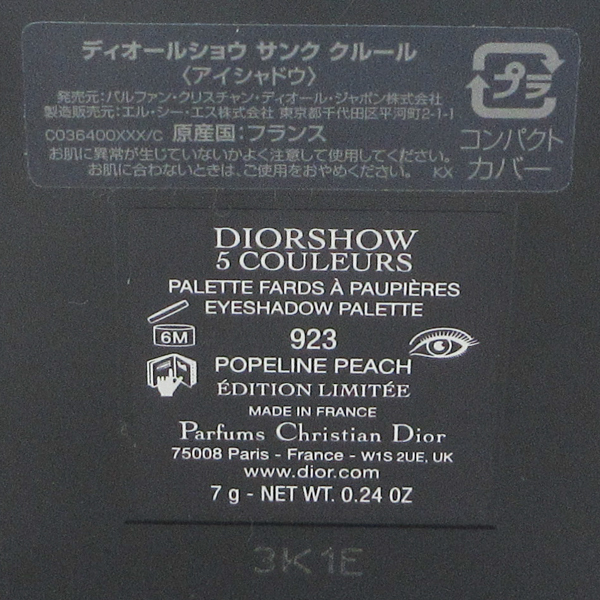 ディオールショウ サンク クルール
〈アイシャドウ〉
発売元:パルファン・クリスチャン・ディオール・ジャポン株式会社
製造販売元:エル・シー・エス株式会社 東京都千代田区平河町2-1-1
C036400XXX/C 原産国:フランス
お肌に異常が生じていないかよく注意して使用してください。
お肌に合わないときは、ご使用をおやめください。 KX
プラ
コンパクト
カバー
DIORSHOW
5 COULEURS
PALETTE FARDS À PAUPIÈRES
EYESHADOW PALETTE
6M
923
POPELINE PEACH
ÉDITION LIMITÉE
MADE IN FRANCE
Parfums Christian Dior
75008 Paris - France - W1S 2UE, UK
www.dior.com
7 g - NET WT. 0.24 OZ
3K1E